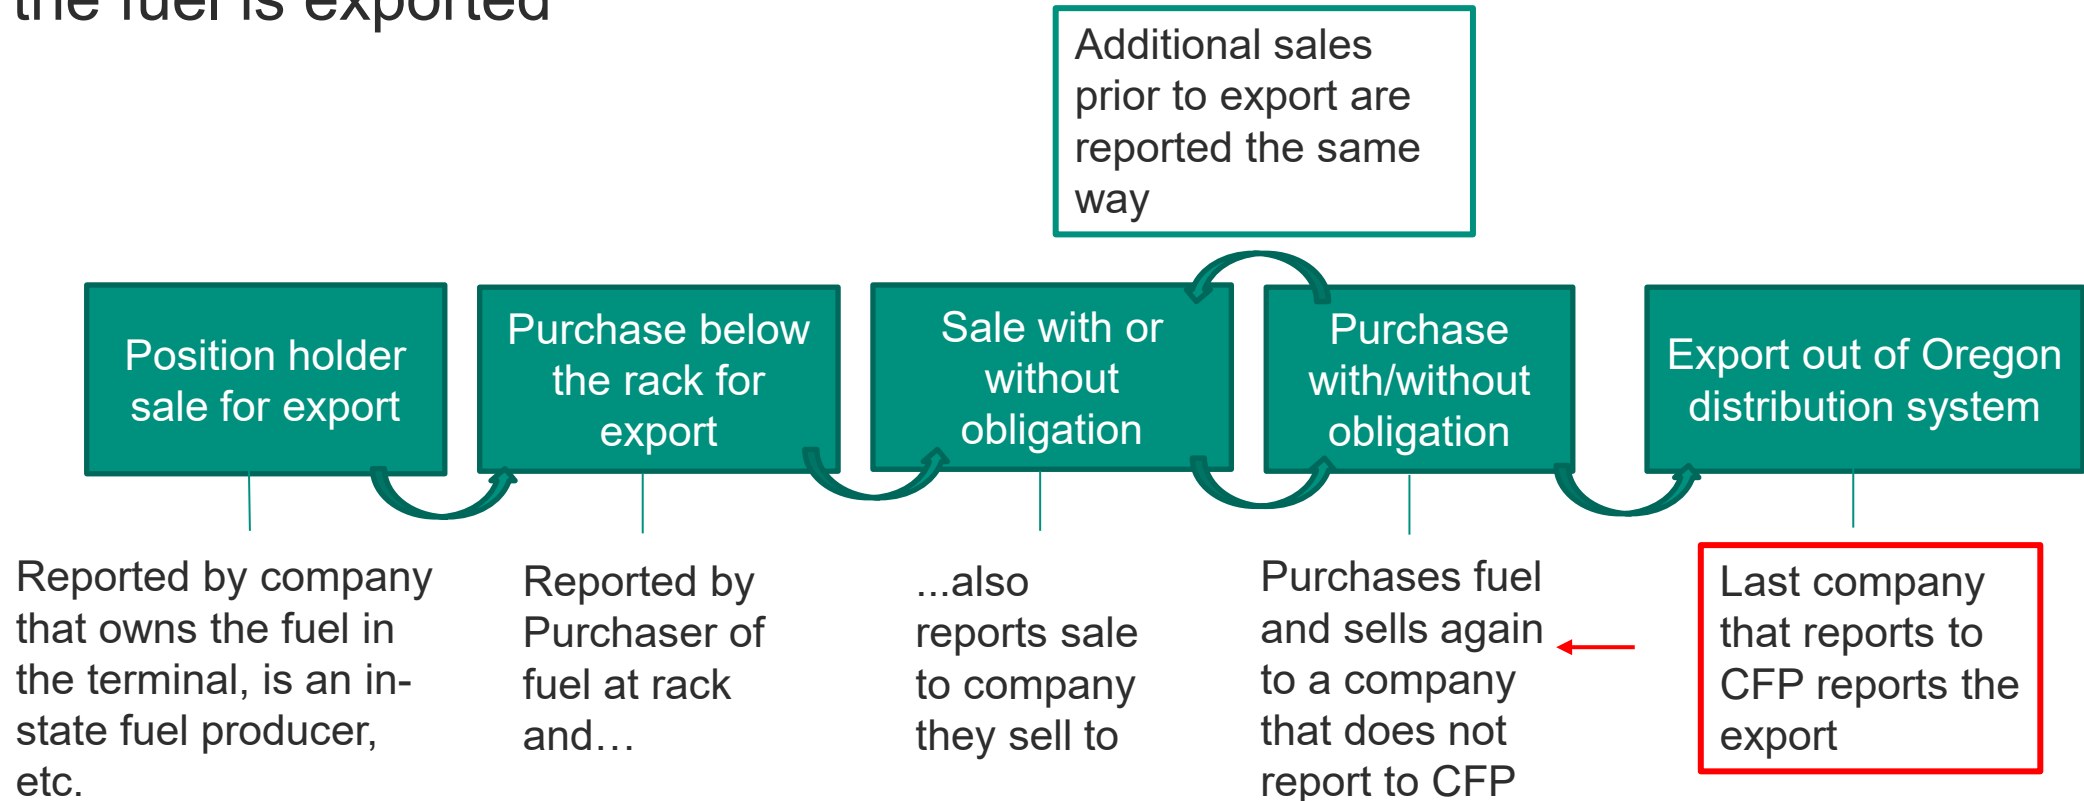 the fuel is exported
Additional sales
prior to export are
reported the same
way
Position holder
sale for export
Purchase below
the rack for
export
Sale with or
without
obligation
Purchase
with/without
obligation
Export out of Oregon
distribution system
Reported by company
that owns the fuel in
the terminal, is an in-
state fuel producer,
etc.
Reported by
Purchaser of
fuel at rack
and…
...also
reports sale
to company
they sell to
Purchases fuel
and sells again
to a company
that does not
report to CFP
Last company
that reports to
CFP reports the
export